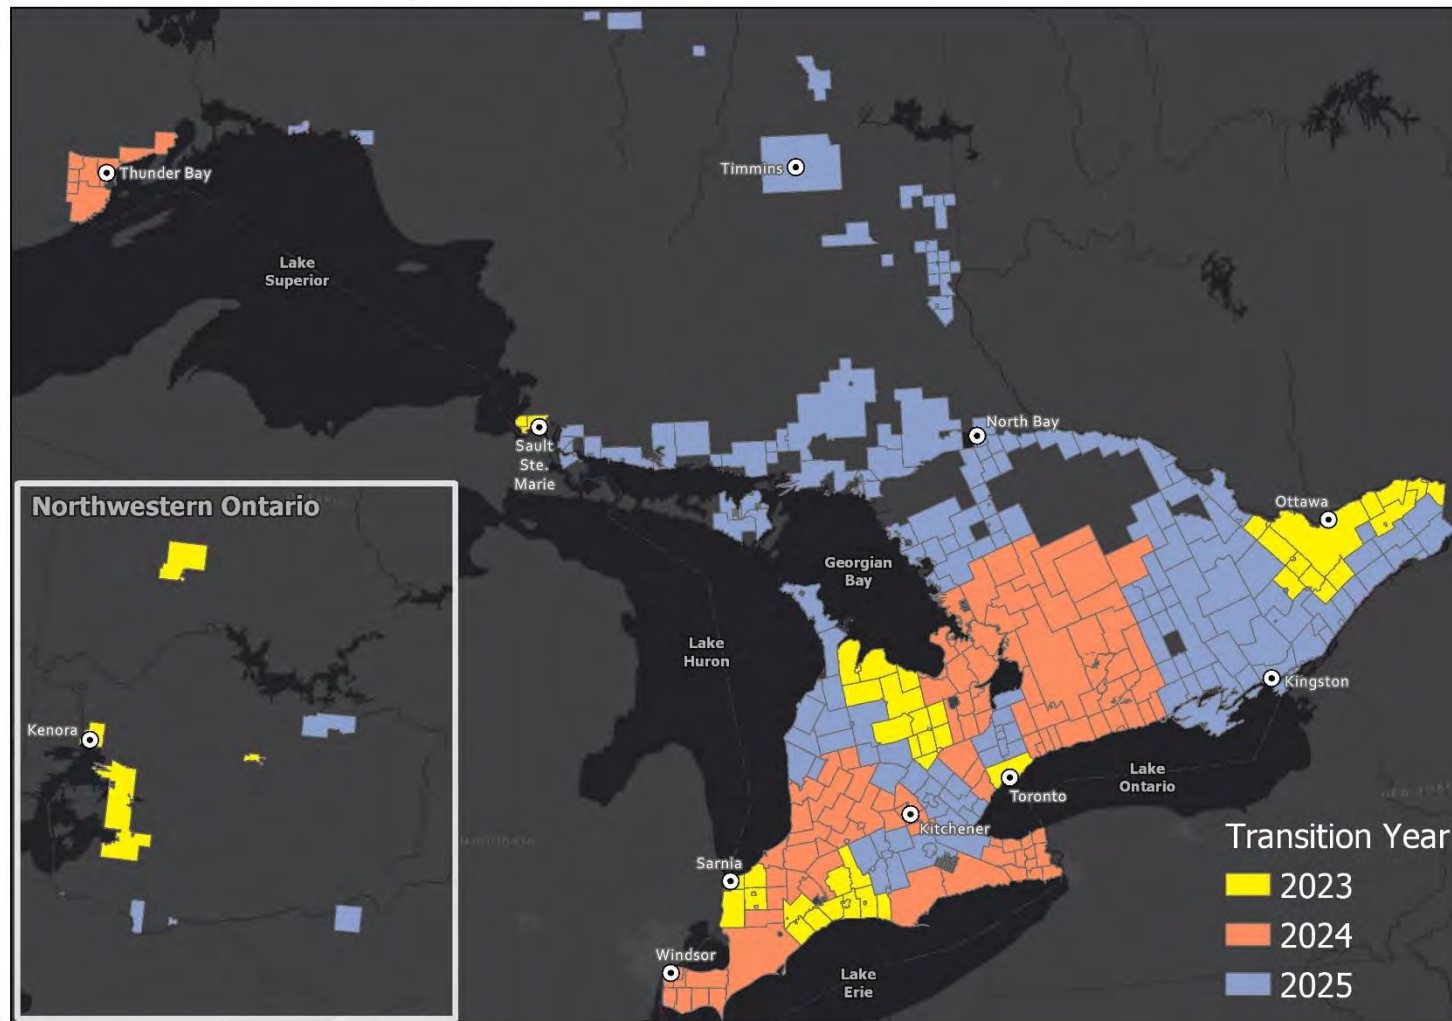 Thunder Bay
Timmins
Lake
Superior
North Bay
Sault
Ste.
Marie
Northwestern Ontario
Ottawa
Georgian
Bay
Lake
Huron
Kingston
Kenora
Lake
Ontario
Toronto
Kitchener
Sarnia
Windsor
Lake
Erie
Transition Year
2023
2024
2025